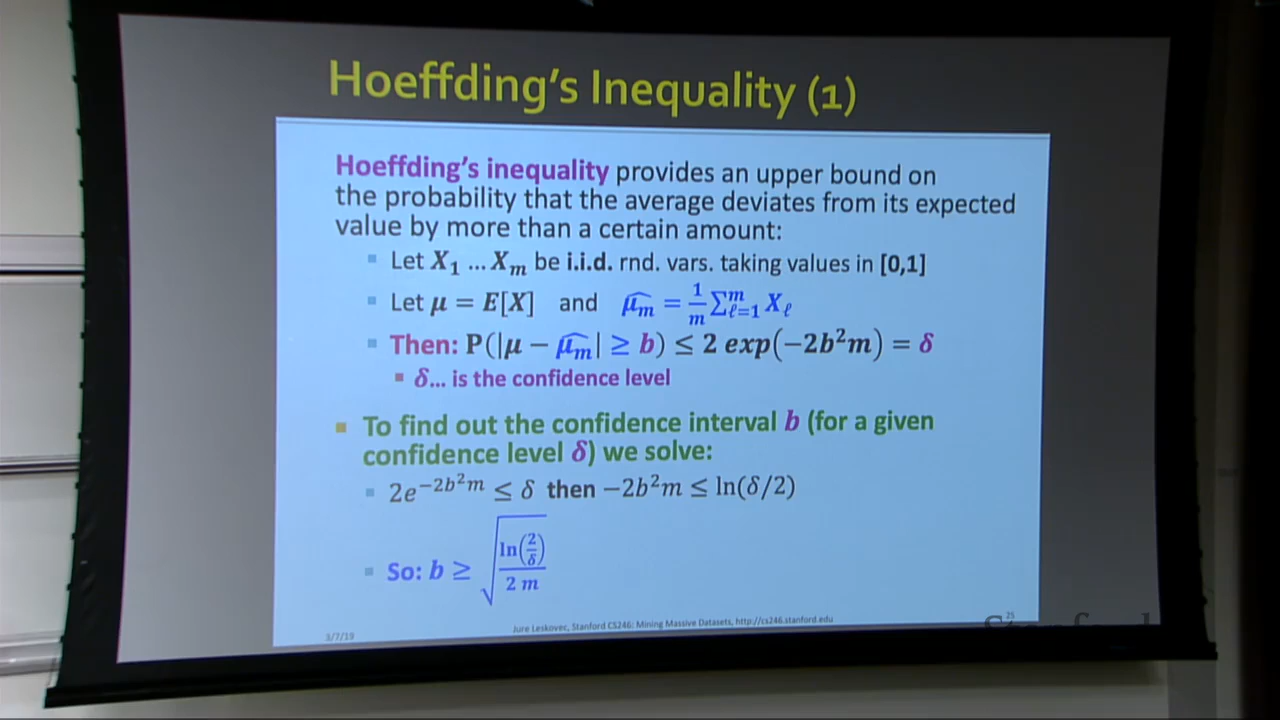 Hoeffding's Inequality (1)
Hoeffding's inequality provides an upper bound on
the probability that the average deviates from its expected
value by more than a certain amount:
Let X₁ ... Xₘ be i.i.d. rnd. vars. taking values in [0,1]
Let μ = E[X] and μ̂ₘ = 1/m ∑ᵐ_ℓ₌₁ X_ℓ
Then: P(|μ − μ̂ₘ| ≥ b) ≤ 2 exp(−2b²m) = δ
δ... is the confidence level
To find out the confidence interval b (for a given
confidence level δ) we solve:
2e^(−2b²m) ≤ δ then −2b²m ≤ ln(δ/2)
So: b ≥ √(ln(2/δ)/(2 m))
3/7/19
Jure Leskovec, Stanford CS246: Mining Massive Datasets, http://cs246.stanford.edu
25